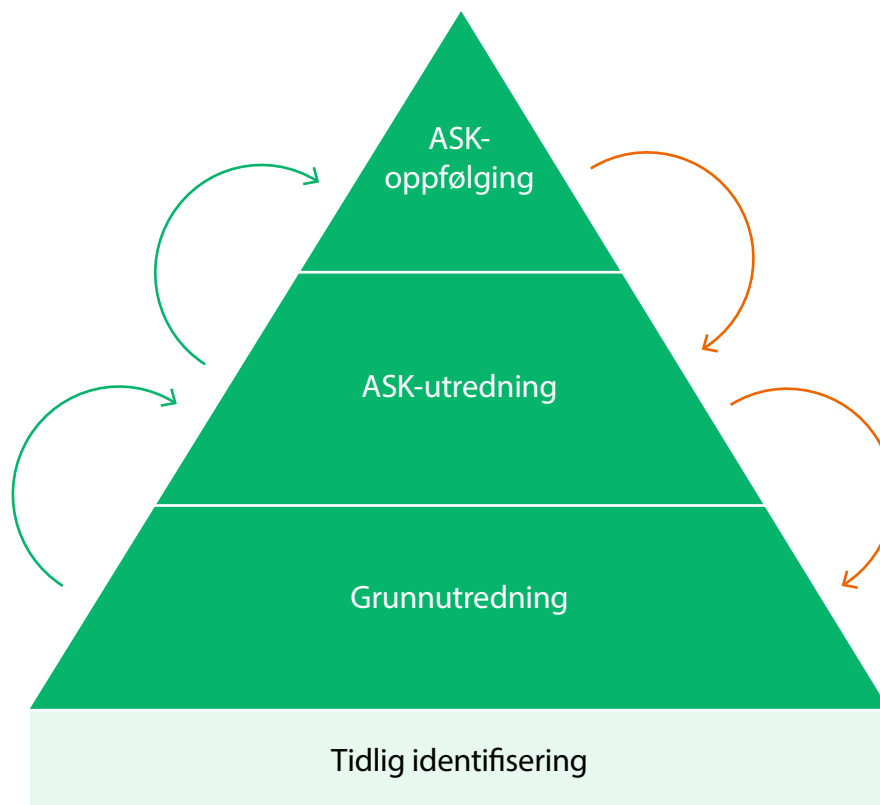 ASK-
oppfølging
ASK-utredning
Grunnutredning
Tidlig identifisering